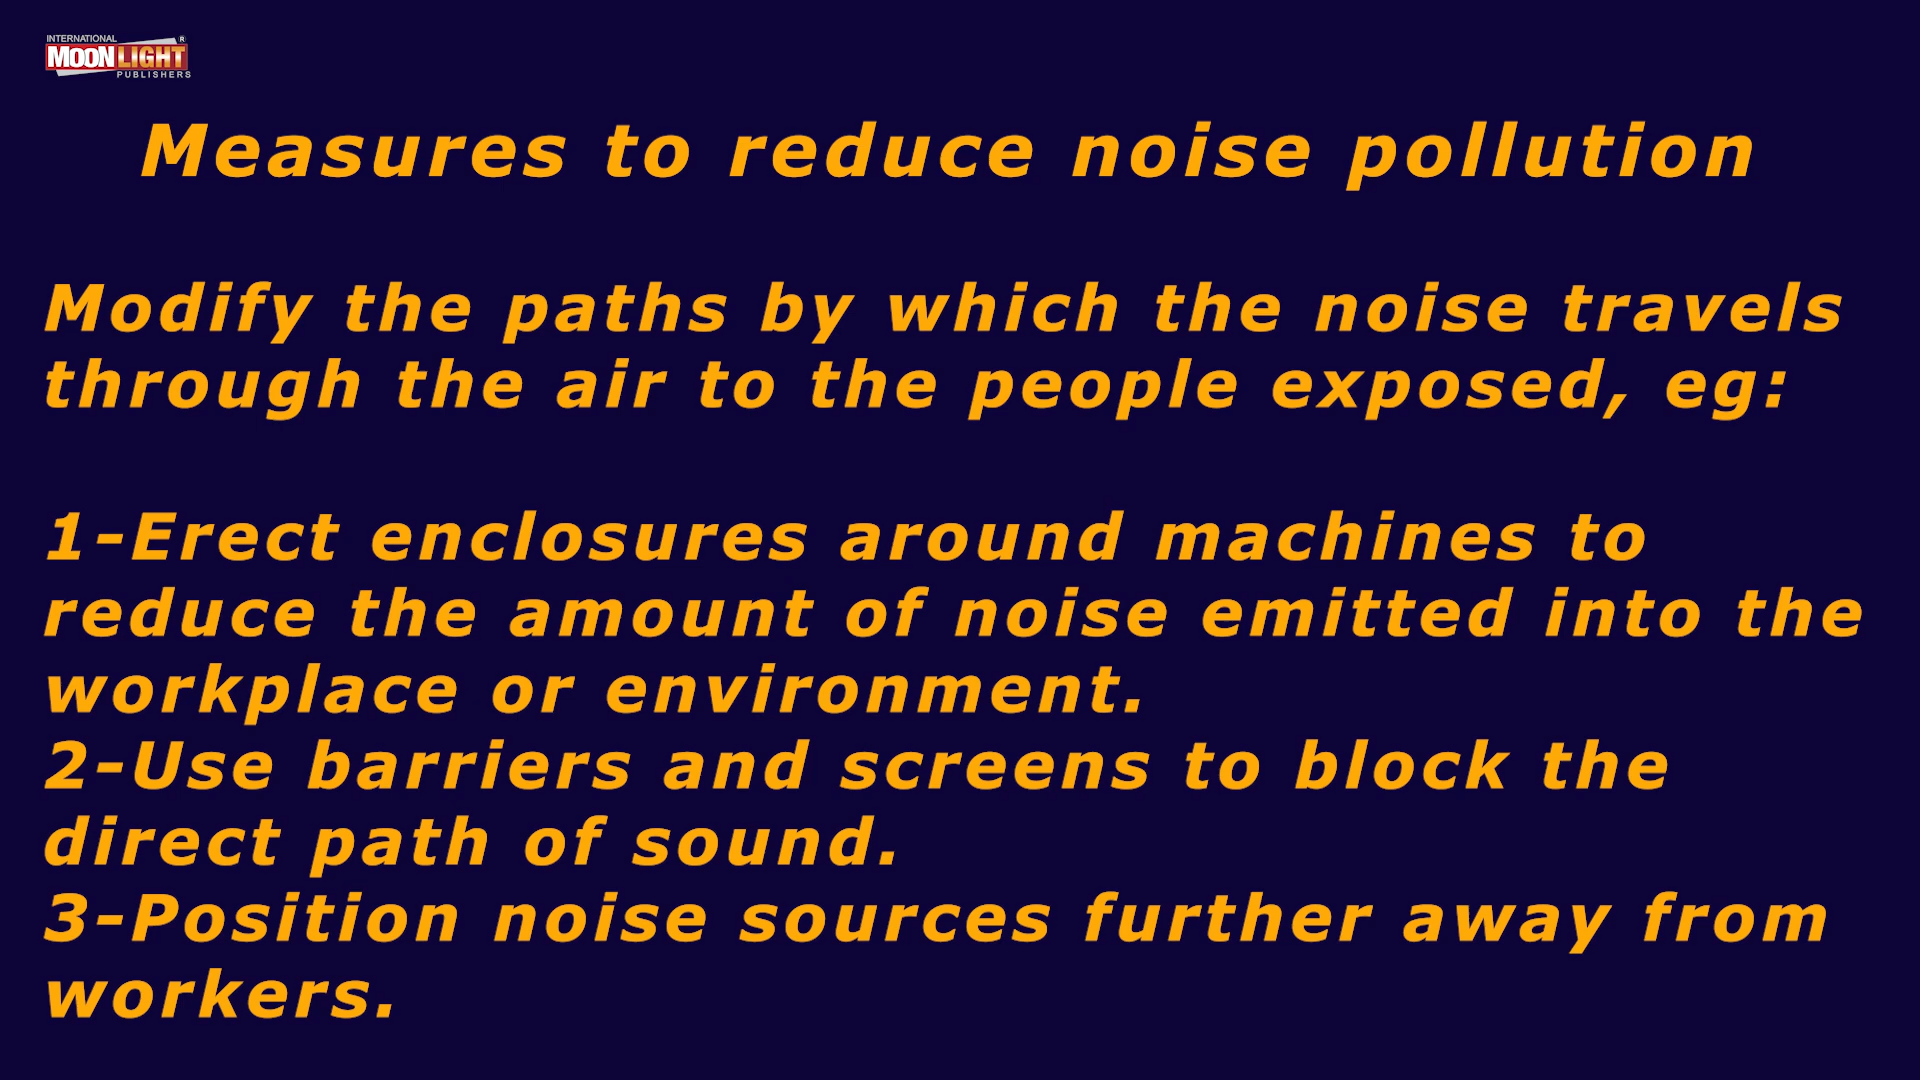 INTERNATIONAL
MOONLIGHT ®
PUBLISHERS
Measures to reduce noise pollution
Modify the paths by which the noise travels
through the air to the people exposed, eg:
1-Erect enclosures around machines to
reduce the amount of noise emitted into the
workplace or environment.
2-Use barriers and screens to block the
direct path of sound.
3-Position noise sources further away from
workers.